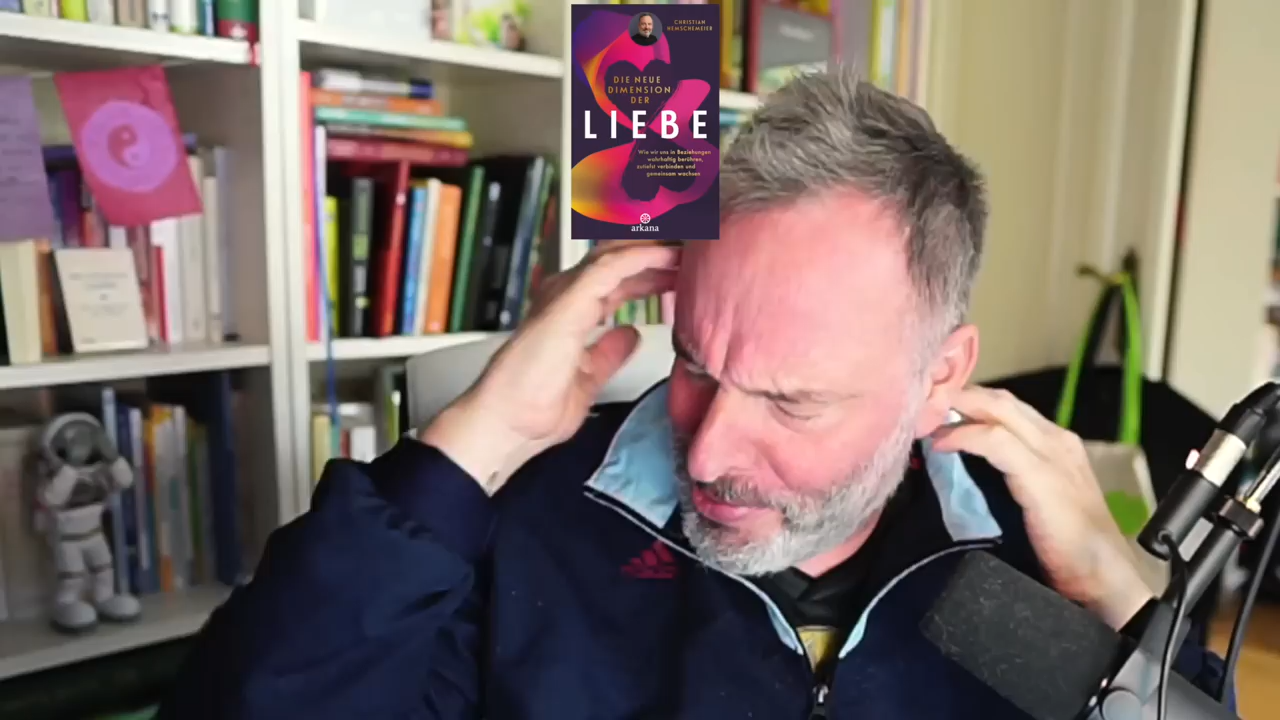 CHRISTIAN
HEMSCHEMEIER
DIE NEUE
DIMENSION
DER
LIEBE
Wie wir uns in Beziehungen
wahrhaftig berühren,
zutiefst verbinden und
gemeinsam wachsen
arkana